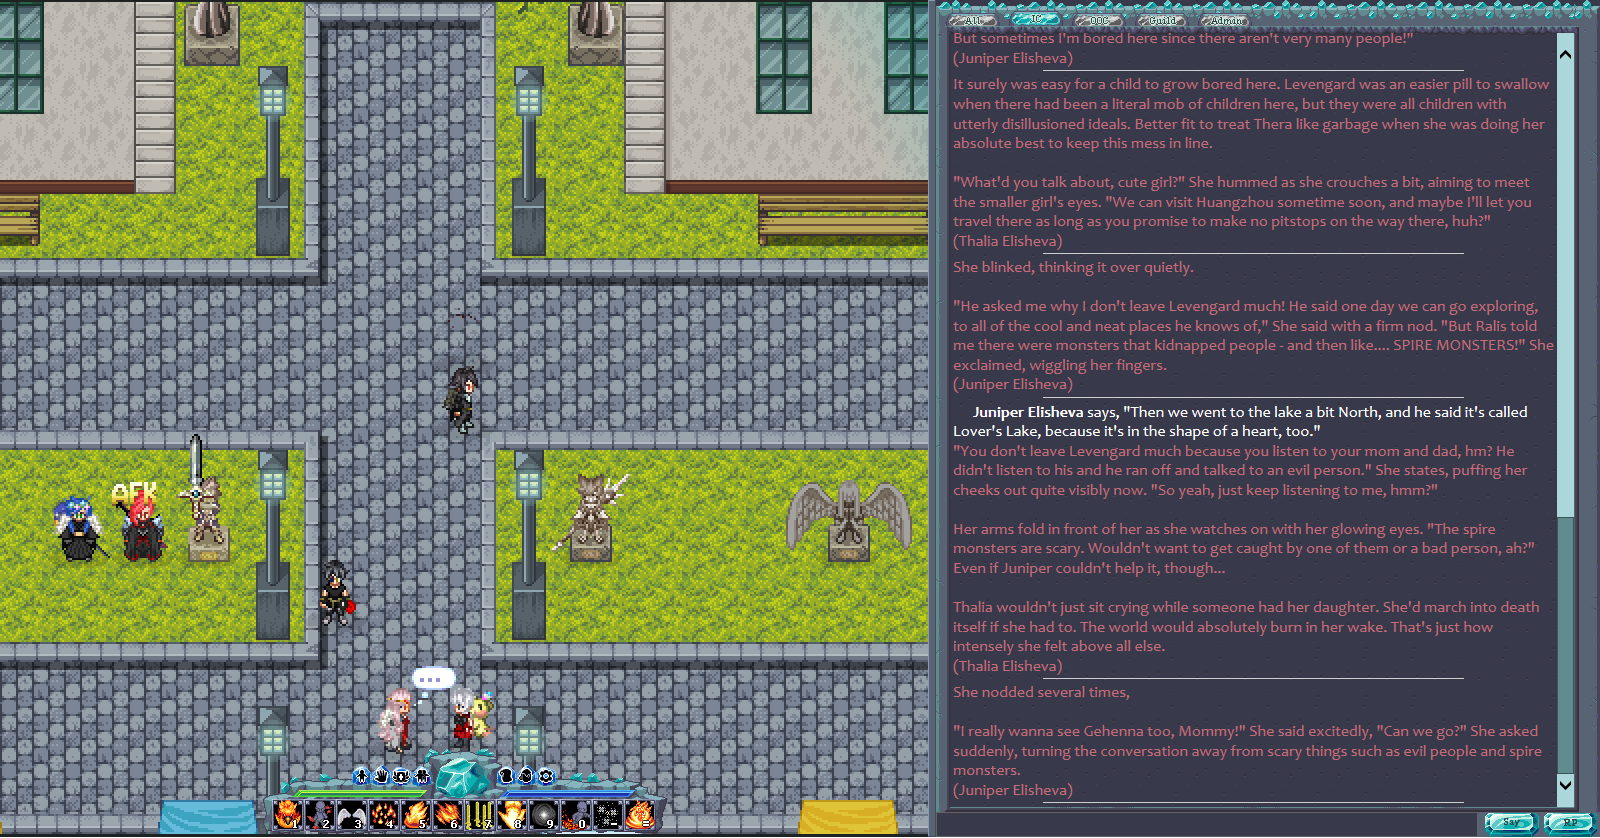 All IC OOC Guild Admin
But sometimes I'm bored here since there aren't very many people!"
(Juniper Elisheva)
It surely was easy for a child to grow bored here. Levengard was an easier pill to swallow
when there had been a literal mob of children here, but they were all children with
utterly disillusioned ideals. Better fit to treat Thera like garbage when she was doing her
absolute best to keep this mess in line.
"What'd you talk about, cute girl?" She hummed as she crouches a bit, aiming to meet
the smaller girl's eyes. "We can visit Huangzhou sometime soon, and maybe I'll let you
travel there as long as you promise to make no pitstops on the way there, huh?"
(Thalia Elisheva)
She blinked, thinking it over quietly.
"He asked me why I don't leave Levengard much! He said one day we can go exploring,
to all of the cool and neat places he knows of," She said with a firm nod. "But Ralis told
me there were monsters that kidnapped people - and then like.... SPIRE MONSTERS!" She
exclaimed, wiggling her fingers.
(Juniper Elisheva)
Juniper Elisheva says, "Then we went to the lake a bit North, and he said it's called
Lover's Lake, because it's in the shape of a heart, too."
"You don't leave Levengard much because you listen to your mom and dad, hm? He
didn't listen to his and he ran off and talked to an evil person." She states, puffing her
cheeks out quite visibly now. "So yeah, just keep listening to me, hmm?"
Her arms fold in front of her as she watches on with her glowing eyes. "The spire
monsters are scary. Wouldn't want to get caught by one of them or a bad person, ah?"
Even if Juniper couldn't help it, though...
Thalia wouldn't just sit crying while someone had her daughter. She'd march into death
itself if she had to. The world would absolutely burn in her wake. That's just how
intensely she felt above all else.
(Thalia Elisheva)
She nodded several times,
"I really wanna see Gehenna too, Mommy!" She said excitedly, "Can we go?" She asked
suddenly, turning the conversation away from scary things such as evil people and spire
monsters.
(Juniper Elisheva)
AFK
...
1 2 3 4 5 6 7 8 9 0 - =
Say RP